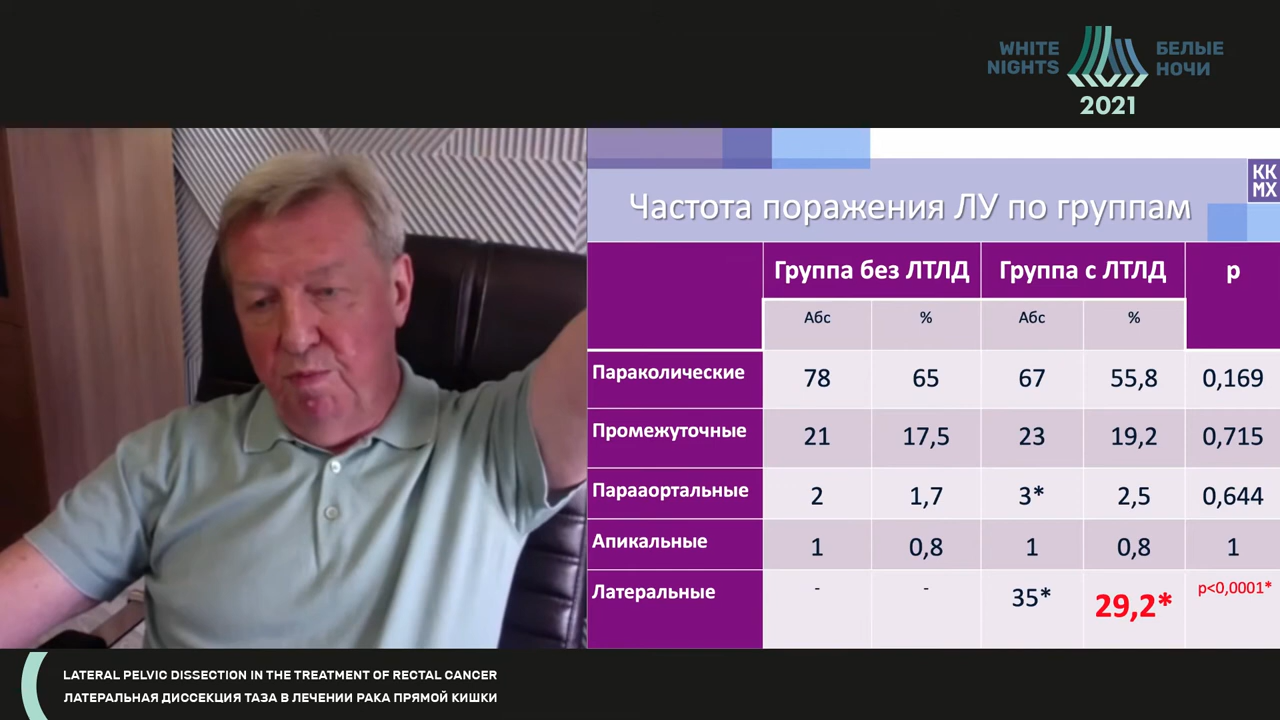 WHITE NIGHTS
БЕЛЫЕ НОЧИ
2021
КК
МХ
Частота поражения ЛУ по группам
Группа без ЛТЛД Группа с ЛТЛД р
Абс % Абс %
Параколические 78 65 67 55,8 0,169
Промежуточные 21 17,5 23 19,2 0,715
Парааортальные 2 1,7 3* 2,5 0,644
Апикальные 1 0,8 1 0,8 1
Латеральные - - 35* 29,2* p<0,0001*
LATERAL PELVIC DISSECTION IN THE TREATMENT OF RECTAL CANCER
ЛАТЕРАЛЬНАЯ ДИССЕКЦИЯ ТАЗА В ЛЕЧЕНИИ РАКА ПРЯМОЙ КИШКИ